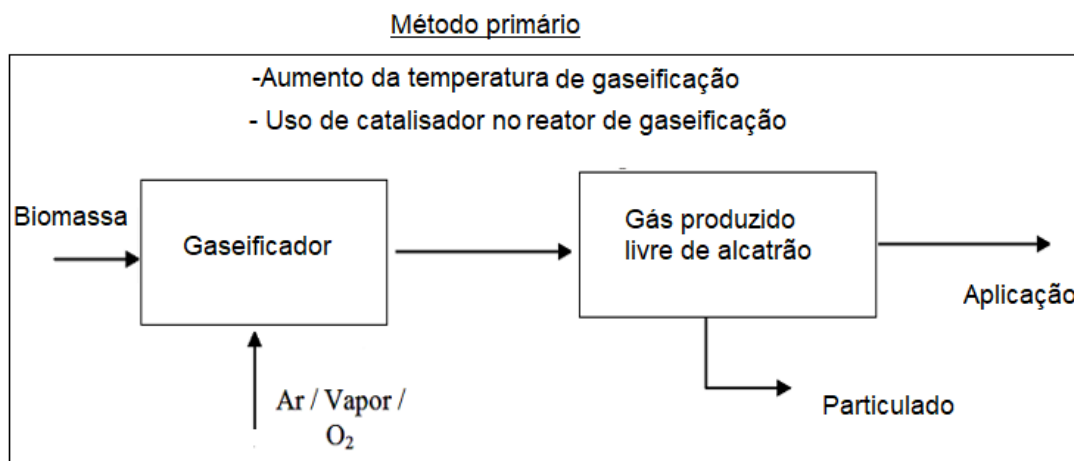 Método primário
-Aumento da temperatura de gaseificação
- Uso de catalisador no reator de gaseificação
Biomassa
Gaseificador
Gás produzido
livre de alcatrão
Aplicação
Ar / Vapor /
O₂
Particulado